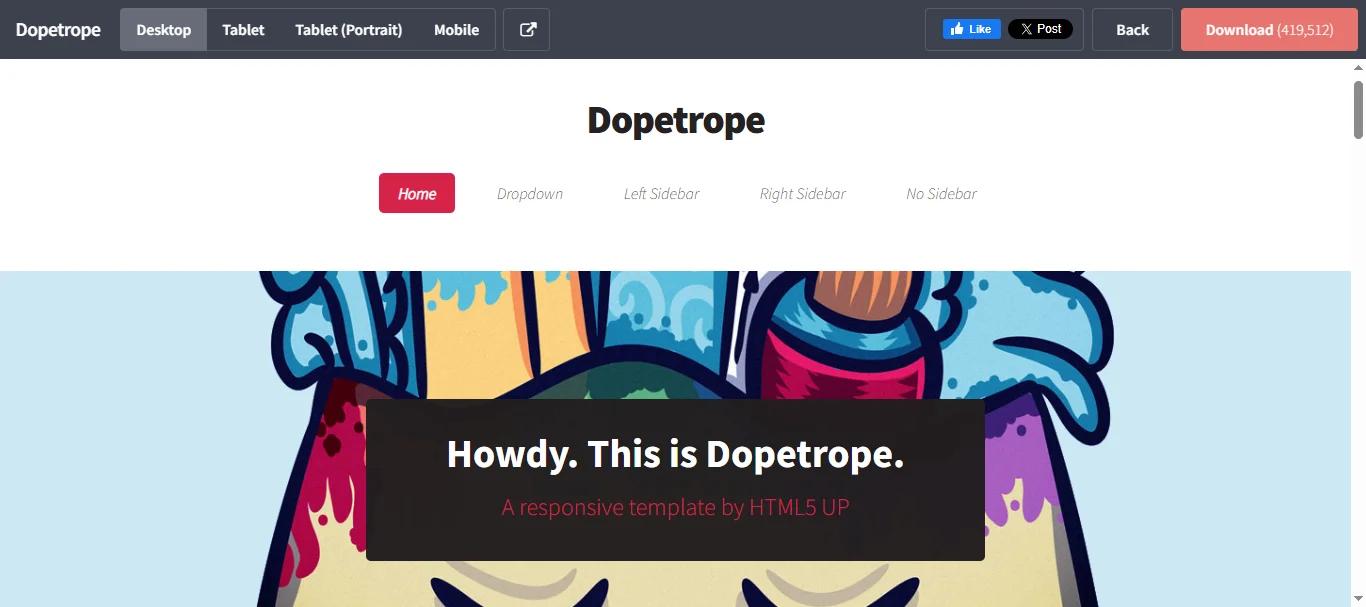 Dopetrope Desktop Tablet Tablet (Portrait) Mobile Like Post Back Download (419,512)
Dopetrope
Home Dropdown Left Sidebar Right Sidebar No Sidebar
Howdy. This is Dopetrope.
A responsive template by HTML5 UP